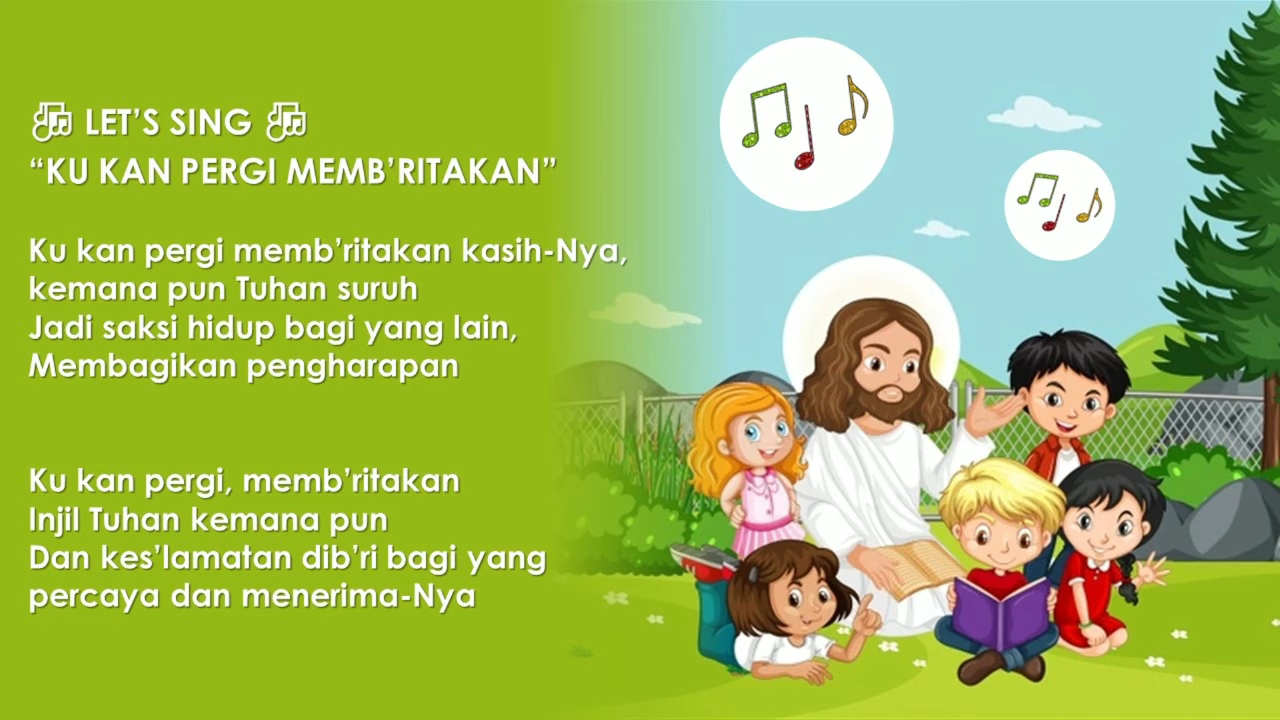 🎶 LET’S SING 🎶
“KU KAN PERGI MEMB’RITAKAN”
Ku kan pergi memb’ritakan kasih-Nya,
kemana pun Tuhan suruh
Jadi saksi hidup bagi yang lain,
Membagikan pengharapan
Ku kan pergi, memb’ritakan
Injil Tuhan kemana pun
Dan kes’lamatan dib’ri bagi yang
percaya dan menerima-Nya